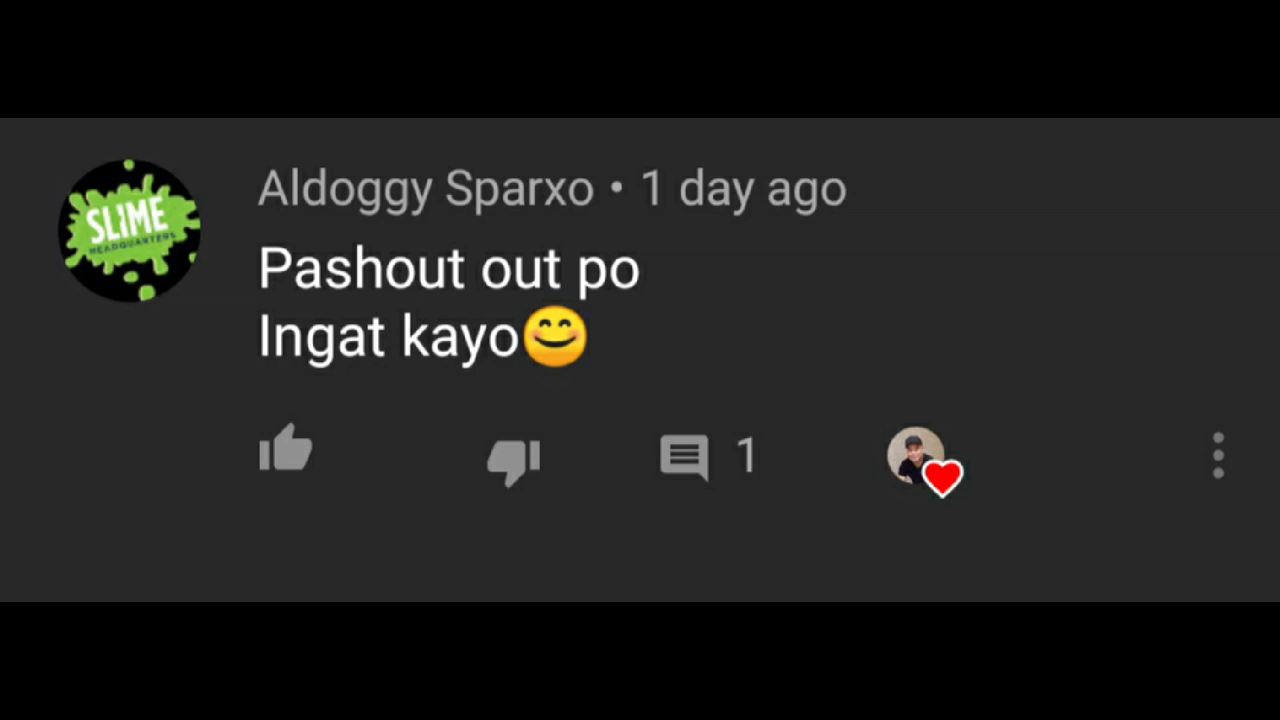 SLIME
HEADQUARTERS
Aldoggy Sparxo • 1 day ago
Pashout out po
Ingat kayo😊
1